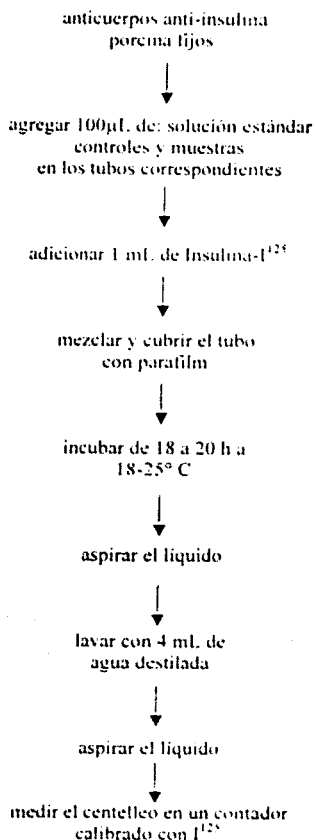 anticuerpos anti-insulina
porcina fijos
agregar 100µL de: solución estándar
controles y muestras
en los tubos correspondientes
adicionar 1 mL de Insulina-I¹²⁵
mezclar y cubrir el tubo
con parafilm
incubar de 18 a 20 h a
18-25° C
aspirar el líquido
lavar con 4 mL de
agua destilada
aspirar el líquido
medir el centelleo en un contador
calibrado con I¹²⁵